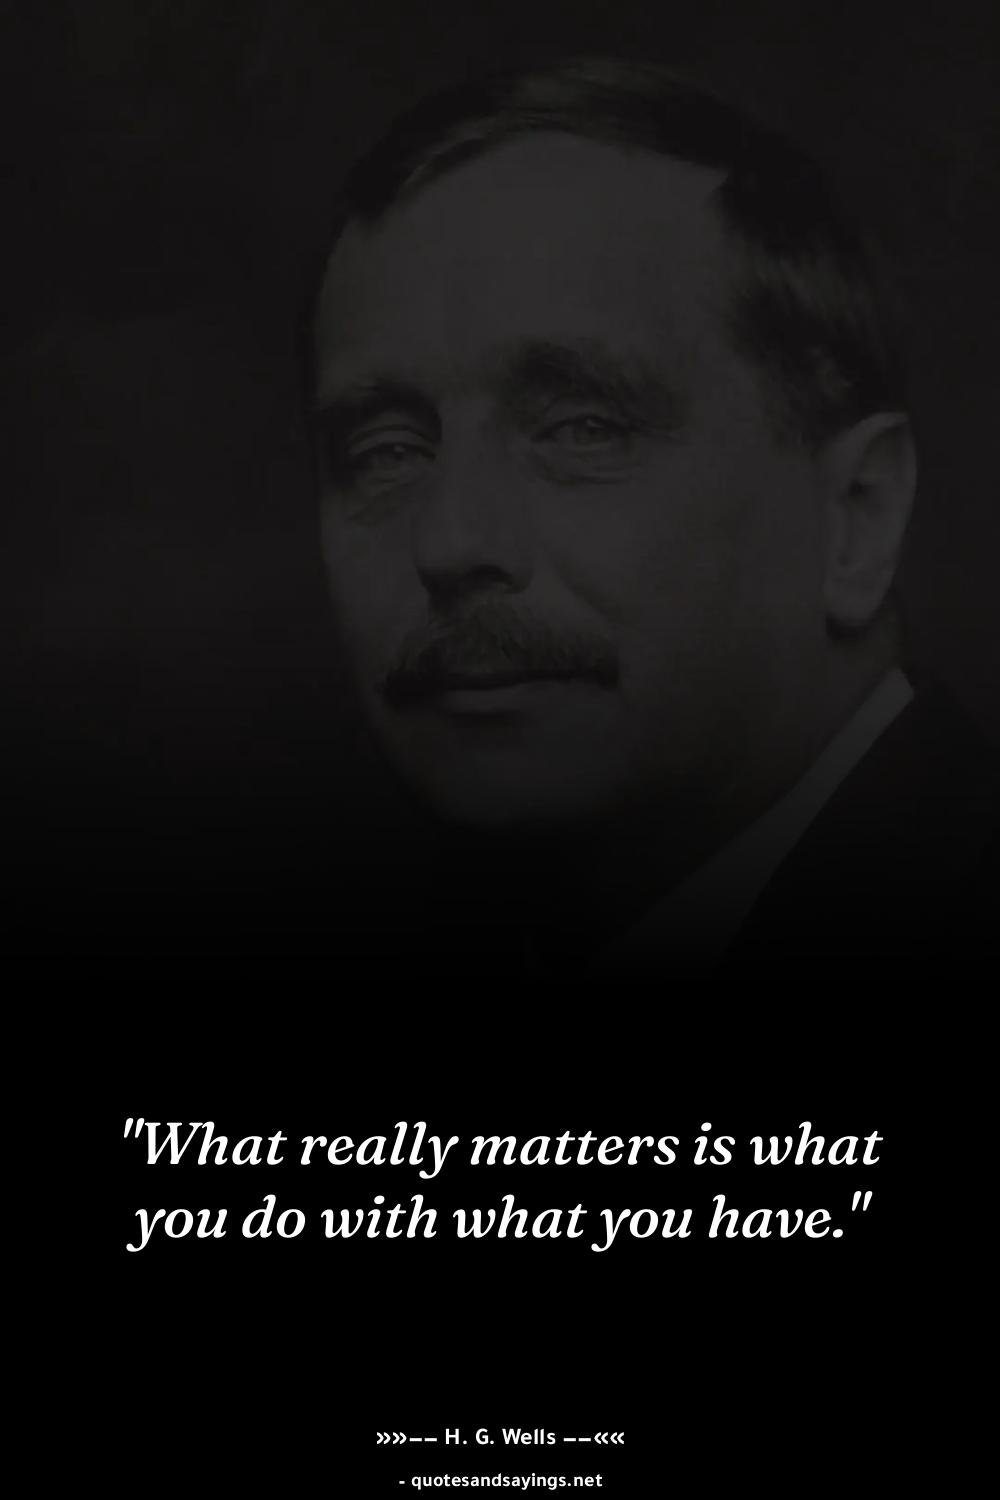 "What really matters is what
you do with what you have."
»»—— H. G. Wells ——««
- quotesandsayings.net